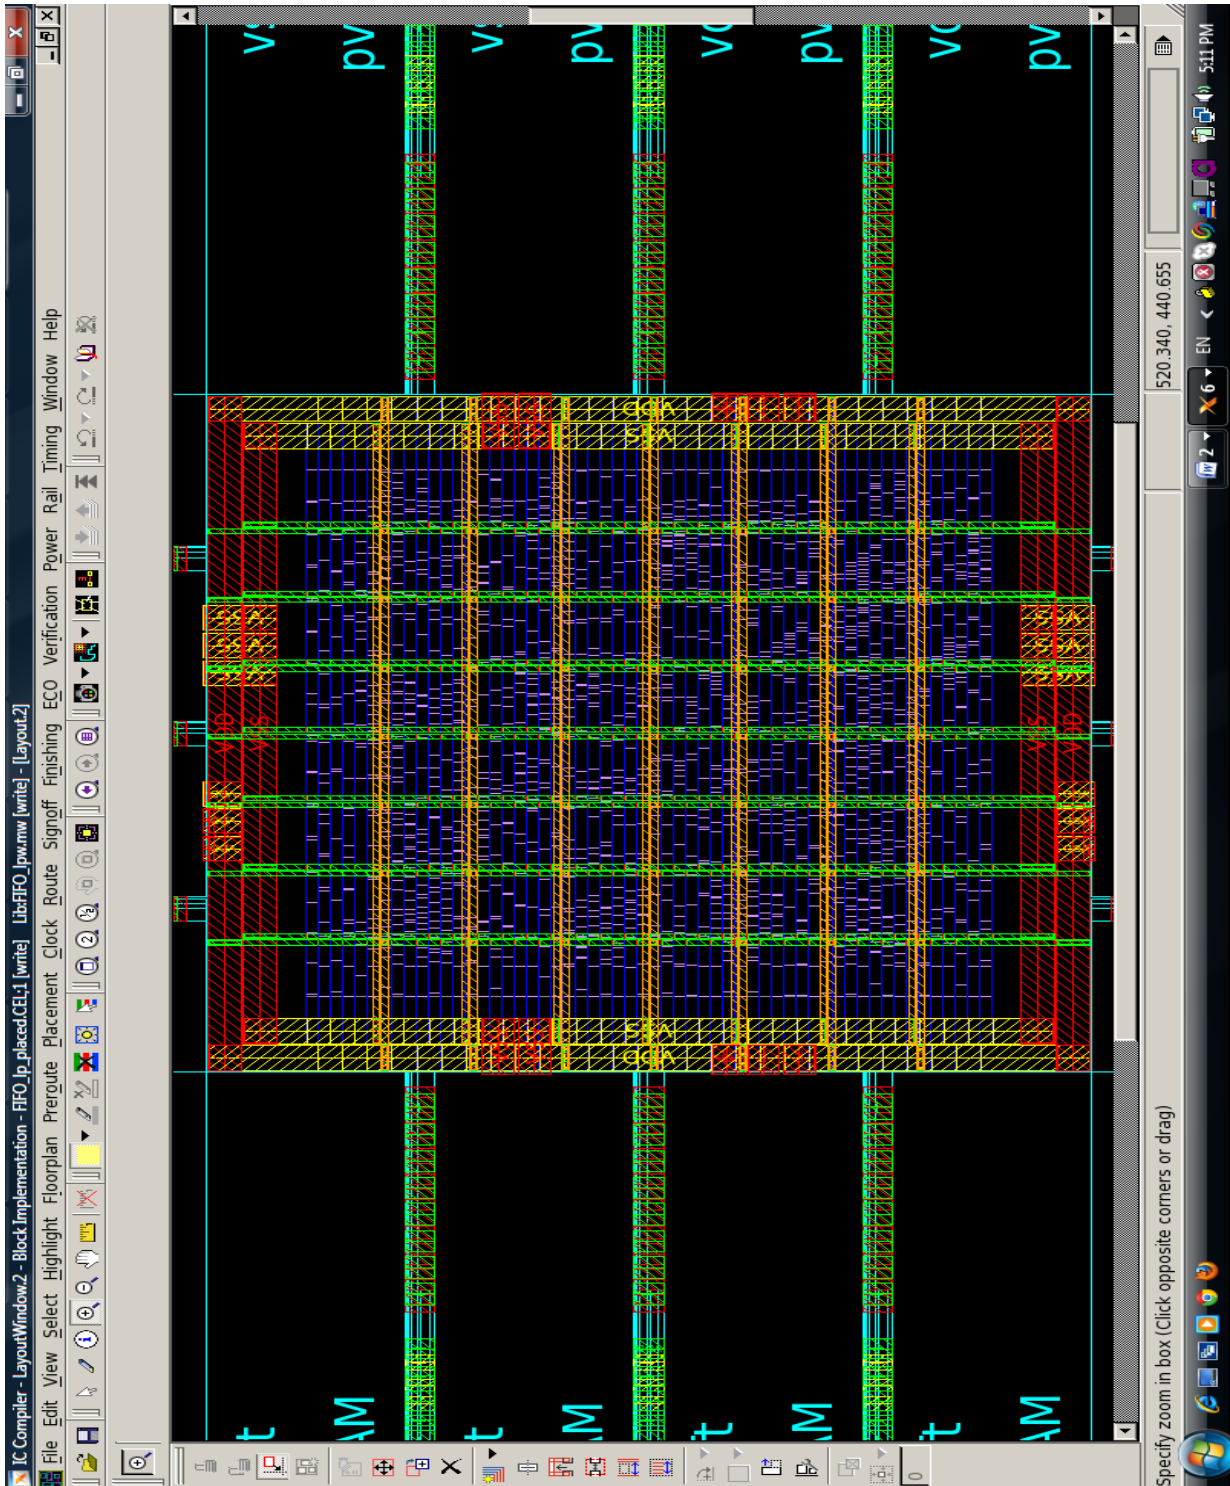 IC Compiler - LayoutWindow.2 - Block Implementation - FIFO_lp_placed.CEL;1 [write]    Lib:FIFO_lpw.mw [write] - [Layout.2]
File Edit View Select Highlight Floorplan Preroute Placement Clock Route Signoff Finishing ECO Verification Power Rail Timing Window Help
VDD
VSS
VSS
VDD
VDD
VSS
VSS
VDD
0
Specify zoom in box (Click opposite corners or drag)
520.340, 440.655
2
6
EN
5:11 PM